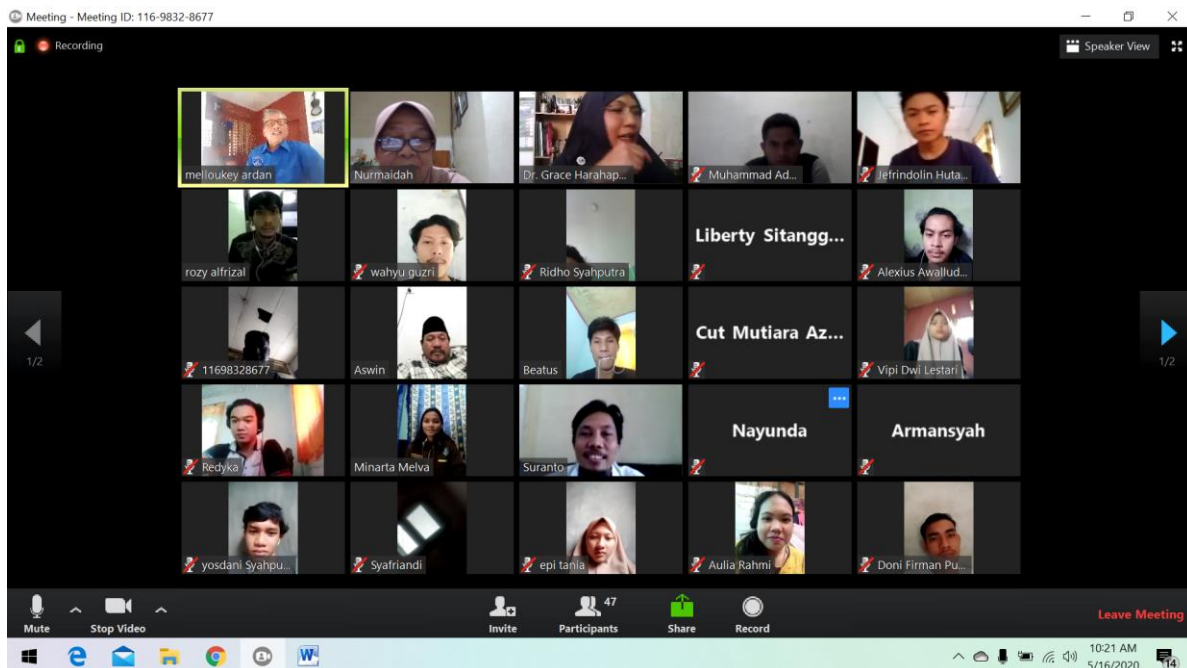 Meeting - Meeting ID: 116-9832-8677
Recording
Speaker View
melloukey ardan
Nurmaidah
Dr. Grace Harahap...
Muhammad Ad...
Jefrindolin Huta...
rozy alfrizal
wahyu guzri
Ridho Syahputra
Liberty Sitangg...
Alexius Awallud...
11698328677
Aswin
Beatus
Cut Mutiara Az...
Vipi Dwi Lestari
Redyka
Minarta Melva
Suranto
Nayunda
Armansyah
yosdani Syahpu...
Syafriandi
epi tania
Aulia Rahmi
Doni Firman Pu...
1/2
1/2
Mute
Stop Video
Invite
47
Participants
Share
Record
Leave Meeting
10:21 AM
5/16/2020
14